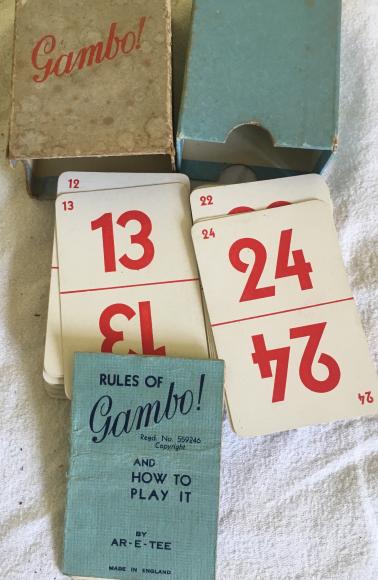 Gambo!
12
13
13
13
22
24
24
24
24
RULES OF
Gambo!
Regd. No. 559246
Copyright
AND
HOW TO
PLAY IT
BY
AR-E-TEE
MADE IN ENGLAND